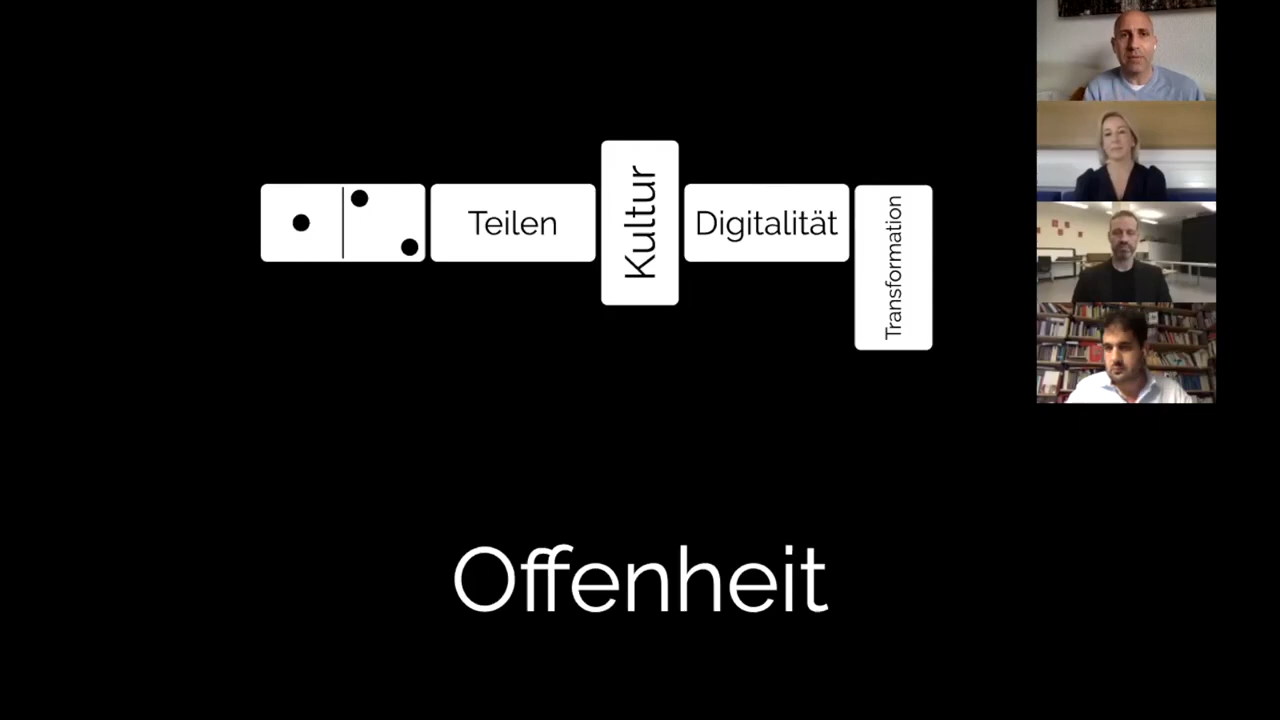 Teilen
Kultur
Digitalität
Transformation
Offenheit